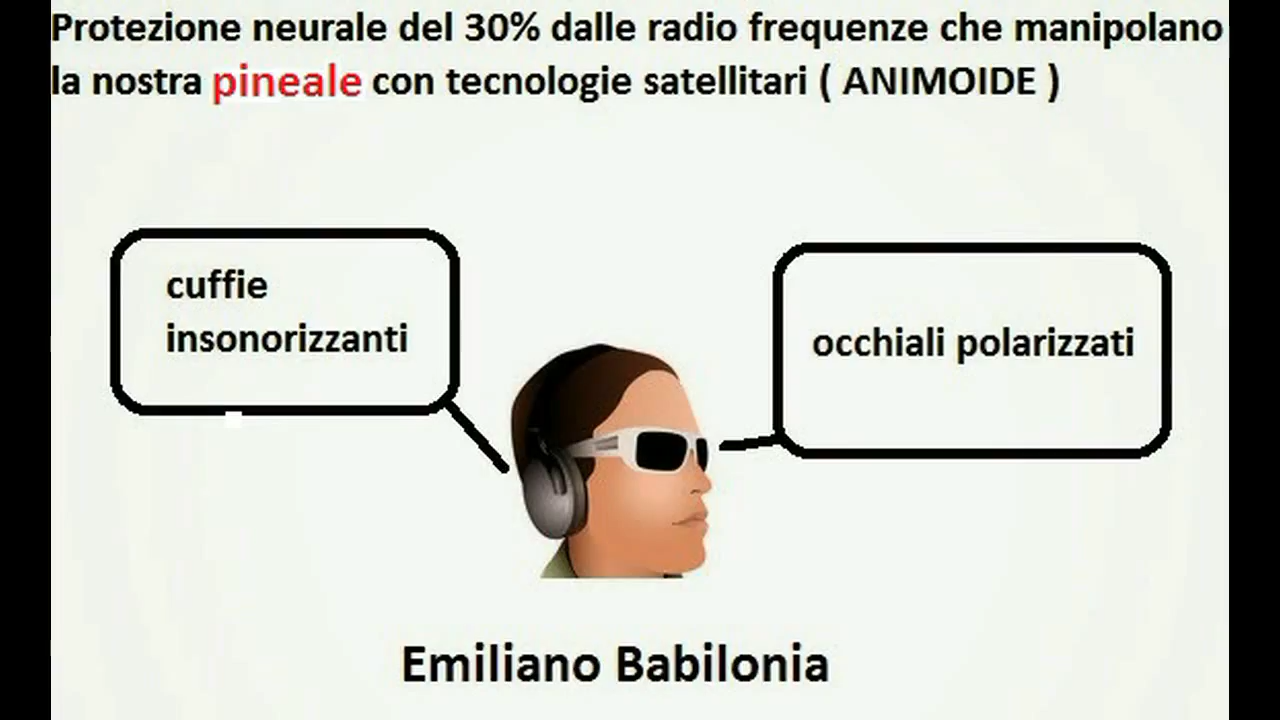 Protezione neurale del 30% dalle radio frequenze che manipolano
la nostra pineale con tecnologie satellitari ( ANIMOIDE )
cuffie
insonorizzanti
occhiali polarizzati
Emiliano Babilonia